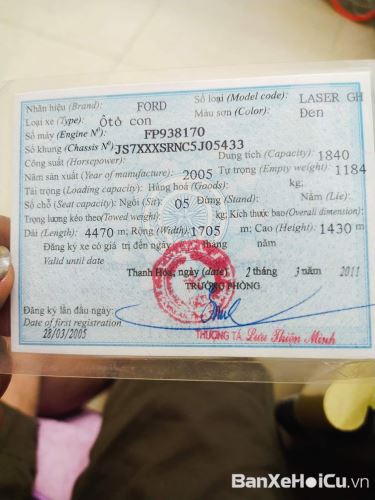 Nhãn hiệu (Brand): FORD Số loại (Model code): LASER GH
Loại xe (Type): Ôtô con Màu sơn (Color): Đen
Số máy (Engine Nº): FP938170
Số khung (Chassis Nº) JS7XXXSRNC5J05433
Công suất (Horsepower): Dung tích (Capacity): 1840
Năm sản xuất (Year of manufacture): 2005 Tự trọng (Empty weight): 1184
Tải trọng (Loading capacity): Hàng hoá (Goods): kg;
Số chỗ (Seat capacity): Ngồi (Sit): 05 Đứng (Stand): Nằm (Lie):
Trọng lượng kéo theo (Towed weight): kg; Kích thước bao (Overall dimension):
Dài (Length): 4470 m; Rộng (Width): 1705 m; Cao (Height): 1430 m
Đăng ký xe có giá trị đến ngày tháng năm
Valid until date
Thanh Hóa, ngày (date) 2 tháng năm 2011
TRƯỞNG PHÒNG
Đăng ký lần đầu ngày:
Date of first registration
28/03/2005
THƯỢNG TÁ Lưu Thiện Minh
BanXeHoiCu.vn